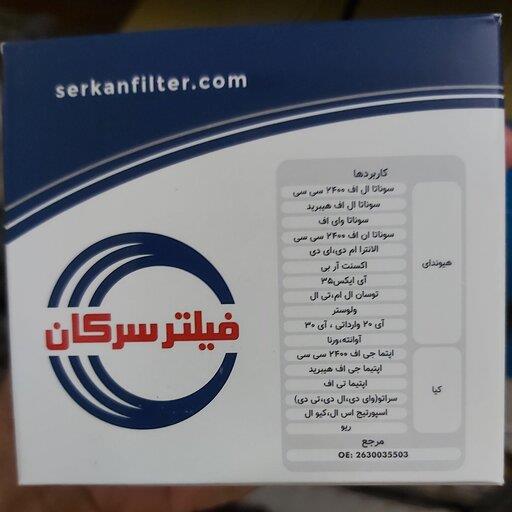 serkanfilter.com
فیلتر سرکان
کاربردها
هیوندای
سوناتا ال اف ۲۴۰۰ سی سی
سوناتا ال اف هیبرید
سوناتا وای اف
سوناتا ان اف ۲۴۰۰ سی سی
النترا ام دی،ای دی
اکسنت آر بی
آی ایکس۳۵
توسان ال ام،تی ال
ولوستر
آی ۲۰ وارداتی ، آی ۳۰
آوانته،ورنا
کیا
اپتما جی اف ۲۴۰۰ سی سی
اپتیما جی اف هیبرید
اپتیما تی اف
سراتو(وای دی،ال دی،تی دی)
اسپورتیج اس ال،کیو ال
ریو
مرجع
OE: 2630035503